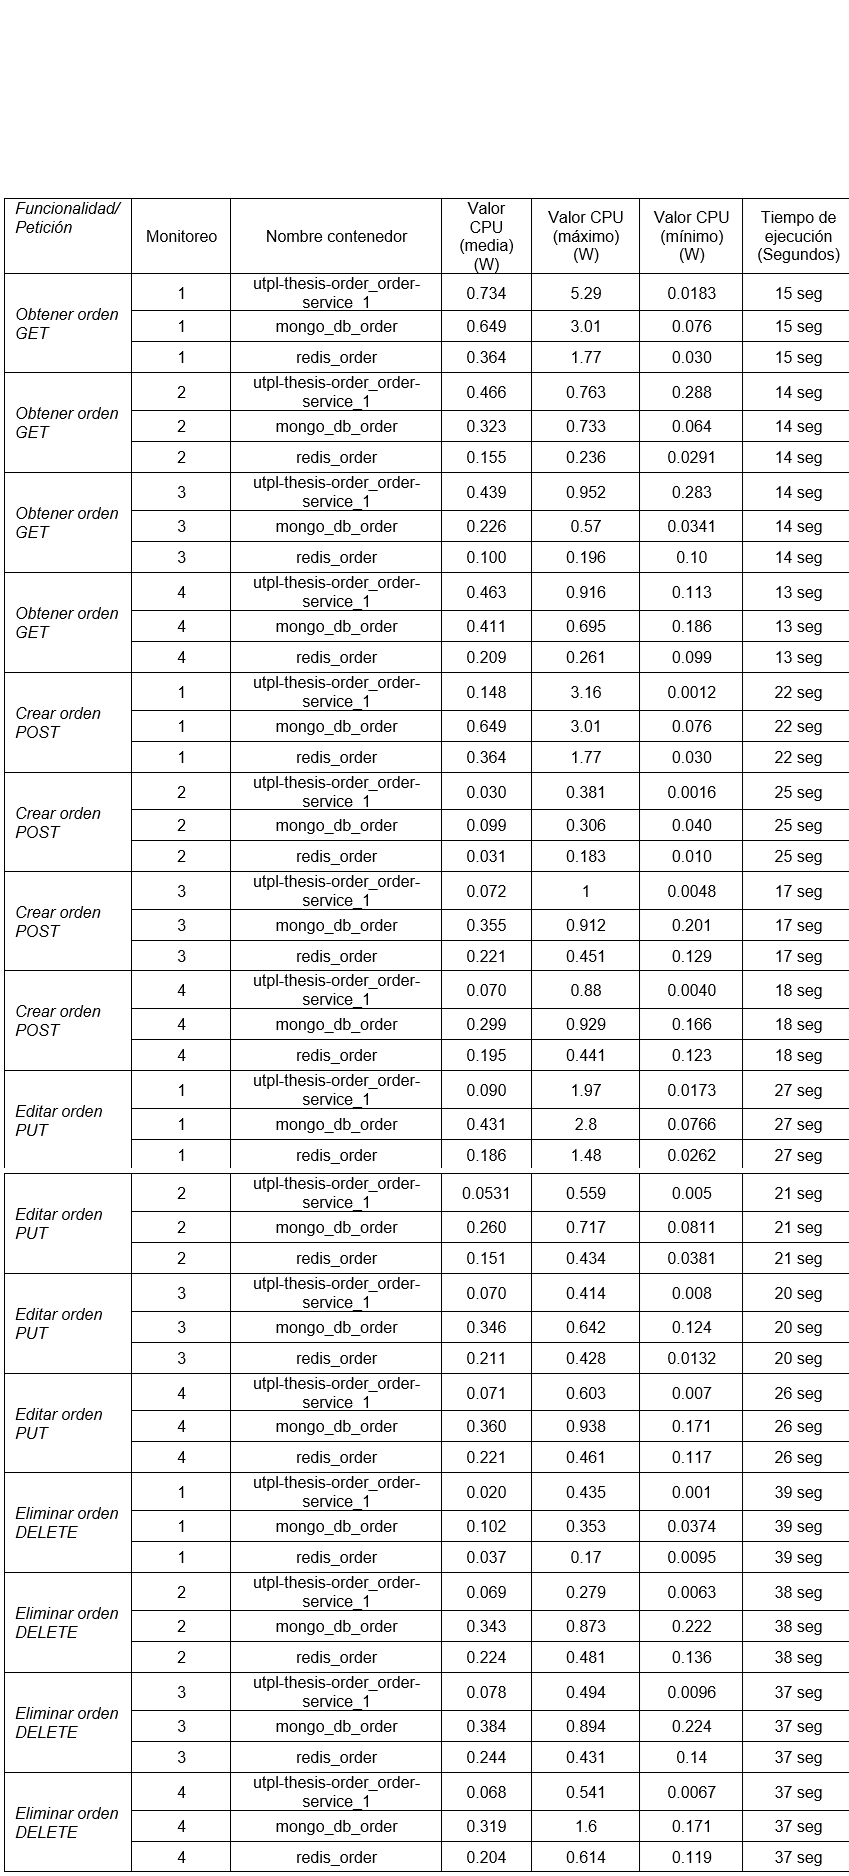 Funcionalidad/ Petición | Monitoreo | Nombre contenedor | Valor CPU (media) (W) | Valor CPU (máximo) (W) | Valor CPU (mínimo) (W) | Tiempo de ejecución (Segundos)
Obtener orden GET | 1 | utpl-thesis-order_order-service_1 | 0.734 | 5.29 | 0.0183 | 15 seg
1 | mongo_db_order | 0.649 | 3.01 | 0.076 | 15 seg
1 | redis_order | 0.364 | 1.77 | 0.030 | 15 seg
Obtener orden GET | 2 | utpl-thesis-order_order-service_1 | 0.466 | 0.763 | 0.288 | 14 seg
2 | mongo_db_order | 0.323 | 0.733 | 0.064 | 14 seg
2 | redis_order | 0.155 | 0.236 | 0.0291 | 14 seg
Obtener orden GET | 3 | utpl-thesis-order_order-service_1 | 0.439 | 0.952 | 0.283 | 14 seg
3 | mongo_db_order | 0.226 | 0.57 | 0.0341 | 14 seg
3 | redis_order | 0.100 | 0.196 | 0.10 | 14 seg
Obtener orden GET | 4 | utpl-thesis-order_order-service_1 | 0.463 | 0.916 | 0.113 | 13 seg
4 | mongo_db_order | 0.411 | 0.695 | 0.186 | 13 seg
4 | redis_order | 0.209 | 0.261 | 0.099 | 13 seg
Crear orden POST | 1 | utpl-thesis-order_order-service_1 | 0.148 | 3.16 | 0.0012 | 22 seg
1 | mongo_db_order | 0.649 | 3.01 | 0.076 | 22 seg
1 | redis_order | 0.364 | 1.77 | 0.030 | 22 seg
Crear orden POST | 2 | utpl-thesis-order_order-service_1 | 0.030 | 0.381 | 0.0016 | 25 seg
2 | mongo_db_order | 0.099 | 0.306 | 0.040 | 25 seg
2 | redis_order | 0.031 | 0.183 | 0.010 | 25 seg
Crear orden POST | 3 | utpl-thesis-order_order-service_1 | 0.072 | 1 | 0.0048 | 17 seg
3 | mongo_db_order | 0.355 | 0.912 | 0.201 | 17 seg
3 | redis_order | 0.221 | 0.451 | 0.129 | 17 seg
Crear orden POST | 4 | utpl-thesis-order_order-service_1 | 0.070 | 0.88 | 0.0040 | 18 seg
4 | mongo_db_order | 0.299 | 0.929 | 0.166 | 18 seg
4 | redis_order | 0.195 | 0.441 | 0.123 | 18 seg
Editar orden PUT | 1 | utpl-thesis-order_order-service_1 | 0.090 | 1.97 | 0.0173 | 27 seg
1 | mongo_db_order | 0.431 | 2.8 | 0.0766 | 27 seg
1 | redis_order | 0.186 | 1.48 | 0.0262 | 27 seg
Editar orden PUT | 2 | utpl-thesis-order_order-service_1 | 0.0531 | 0.559 | 0.005 | 21 seg
2 | mongo_db_order | 0.260 | 0.717 | 0.0811 | 21 seg
2 | redis_order | 0.151 | 0.434 | 0.0381 | 21 seg
Editar orden PUT | 3 | utpl-thesis-order_order-service_1 | 0.070 | 0.414 | 0.008 | 20 seg
3 | mongo_db_order | 0.346 | 0.642 | 0.124 | 20 seg
3 | redis_order | 0.211 | 0.428 | 0.0132 | 20 seg
Editar orden PUT | 4 | utpl-thesis-order_order-service_1 | 0.071 | 0.603 | 0.007 | 26 seg
4 | mongo_db_order | 0.360 | 0.938 | 0.171 | 26 seg
4 | redis_order | 0.221 | 0.461 | 0.117 | 26 seg
Eliminar orden DELETE | 1 | utpl-thesis-order_order-service_1 | 0.020 | 0.435 | 0.001 | 39 seg
1 | mongo_db_order | 0.102 | 0.353 | 0.0374 | 39 seg
1 | redis_order | 0.037 | 0.17 | 0.0095 | 39 seg
Eliminar orden DELETE | 2 | utpl-thesis-order_order-service_1 | 0.069 | 0.279 | 0.0063 | 38 seg
2 | mongo_db_order | 0.343 | 0.873 | 0.222 | 38 seg
2 | redis_order | 0.224 | 0.481 | 0.136 | 38 seg
Eliminar orden DELETE | 3 | utpl-thesis-order_order-service_1 | 0.078 | 0.494 | 0.0096 | 37 seg
3 | mongo_db_order | 0.384 | 0.894 | 0.224 | 37 seg
3 | redis_order | 0.244 | 0.431 | 0.14 | 37 seg
Eliminar orden DELETE | 4 | utpl-thesis-order_order-service_1 | 0.068 | 0.541 | 0.0067 | 37 seg
4 | mongo_db_order | 0.319 | 1.6 | 0.171 | 37 seg
4 | redis_order | 0.204 | 0.614 | 0.119 | 37 seg